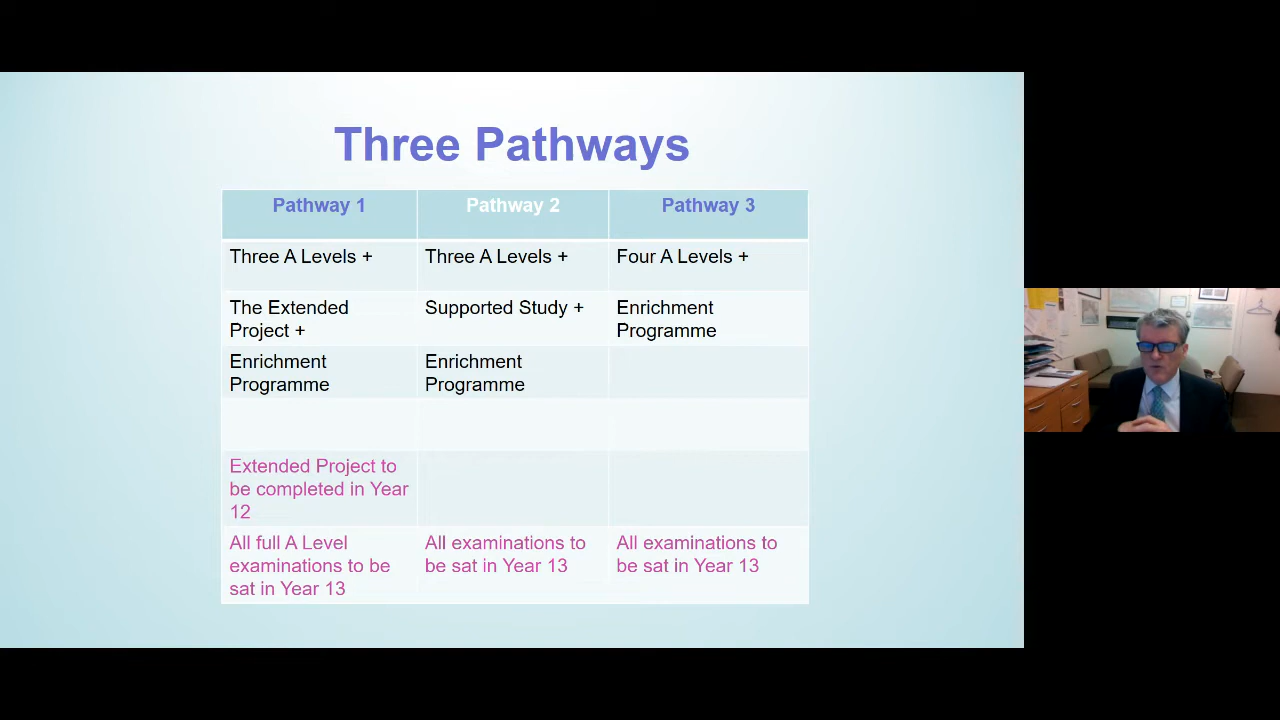 Three Pathways
Pathway 1
Pathway 2
Pathway 3
Three A Levels +
Three A Levels +
Four A Levels +
The Extended
Project +
Supported Study +
Enrichment
Programme
Enrichment
Programme
Enrichment
Programme
Extended Project to
be completed in Year
12
All full A Level
examinations to be
sat in Year 13
All examinations to
be sat in Year 13
All examinations to
be sat in Year 13